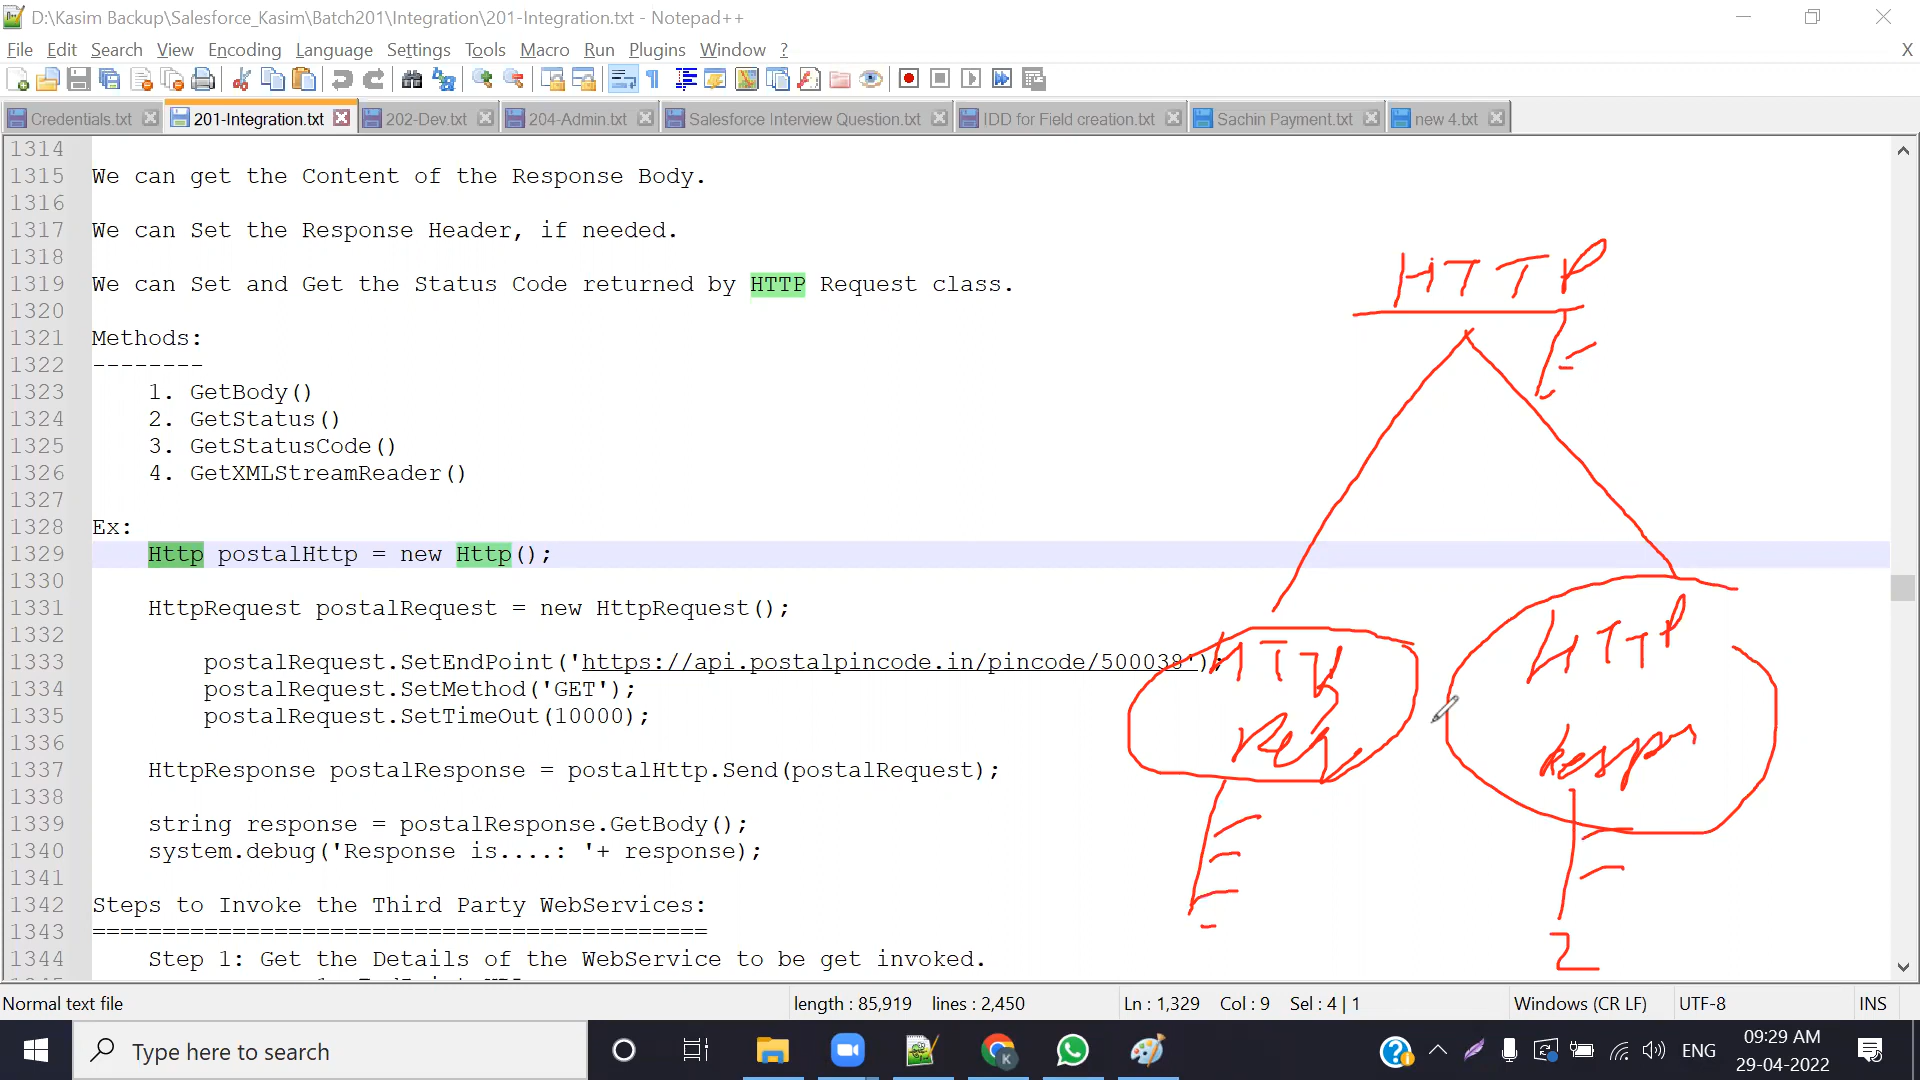 D:\Kasim Backup\Salesforce_Kasim\Batch201\Integration\201-Integration.txt - Notepad++
File Edit Search View Encoding Language Settings Tools Macro Run Plugins Window ? X
Credentials.txt 201-Integration.txt 202-Dev.txt 204-Admin.txt Salesforce Interview Question.txt IDD for Field creation.txt Sachin Payment.txt new 4.txt
1314
1315 We can get the Content of the Response Body.
1316
1317 We can Set the Response Header, if needed.
1318
1319 We can Set and Get the Status Code returned by HTTP Request class.
1320
1321 Methods:
1322 --------
1323 1. GetBody()
1324 2. GetStatus()
1325 3. GetStatusCode()
1326 4. GetXMLStreamReader()
1327
1328 Ex:
1329 Http postalHttp = new Http();
1330
1331 HttpRequest postalRequest = new HttpRequest();
1332
1333 postalRequest.SetEndPoint('https://api.postalpincode.in/pincode/500038');
1334 postalRequest.SetMethod('GET');
1335 postalRequest.SetTimeOut(10000);
1336
1337 HttpResponse postalResponse = postalHttp.Send(postalRequest);
1338
1339 string response = postalResponse.GetBody();
1340 system.debug('Response is....: '+ response);
1341
1342 Steps to Invoke the Third Party WebServices:
1343 ============================================
1344 Step 1: Get the Details of the WebService to be get invoked.
HTTP
HTTP
Req
HTTP
2
Normal text file length : 85,919 lines : 2,450 Ln : 1,329 Col : 9 Sel : 4 | 1 Windows (CR LF) UTF-8 INS
Type here to search
ENG
09:29 AM
29-04-2022